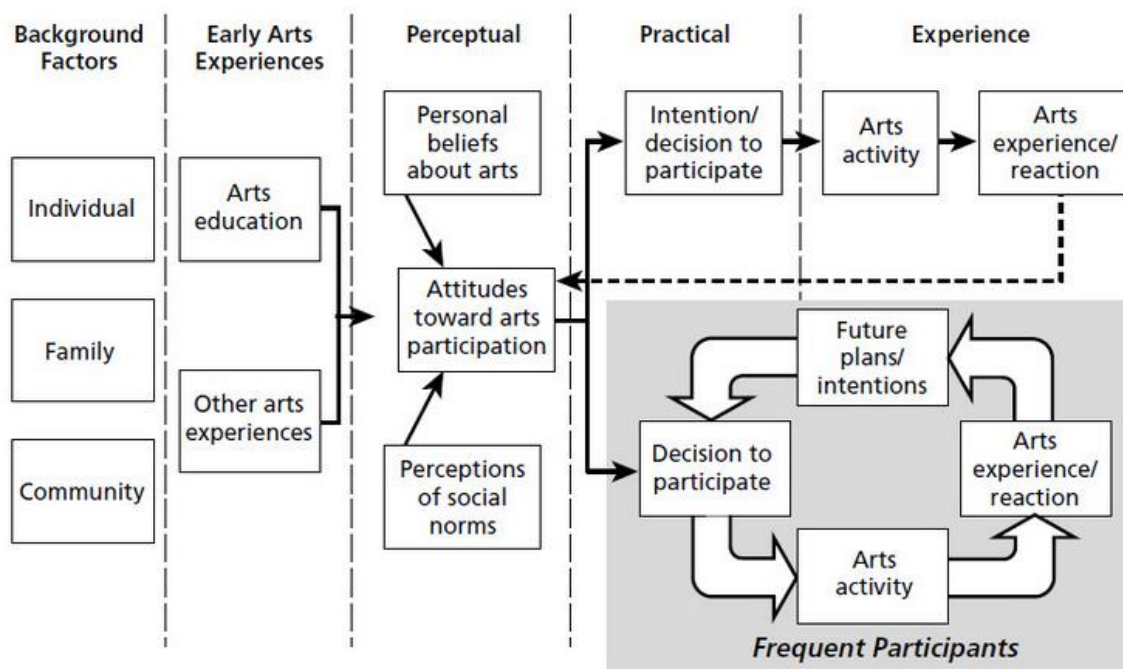 Background
Factors
Early Arts
Experiences
Perceptual
Practical
Experience
Individual
Family
Community
Arts
education
Other arts
experiences
Personal
beliefs
about arts
Attitudes
toward arts
participation
Perceptions
of social
norms
Intention/
decision to
participate
Arts
activity
Arts
experience/
reaction
Future
plans/
intentions
Decision to
participate
Arts
experience/
reaction
Arts
activity
Frequent Participants